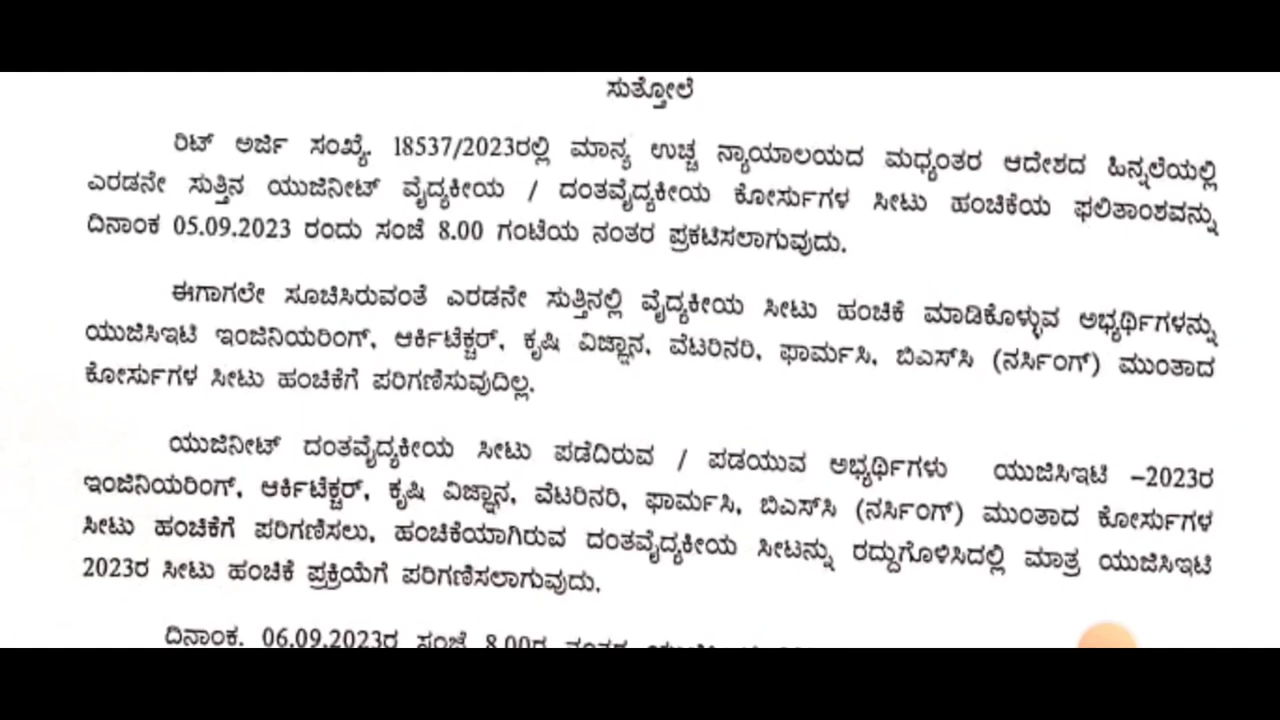 ಸುತ್ತೋಲೆ
ರಿಟ್ ಅರ್ಜಿ ಸಂಖ್ಯೆ. 18537/2023ರಲ್ಲಿ ಮಾನ್ಯ ಉಚ್ಚ ನ್ಯಾಯಾಲಯದ ಮಧ್ಯಂತರ ಆದೇಶದ ಹಿನ್ನಲೆಯಲ್ಲಿ
ಎರಡನೇ ಸುತ್ತಿನ ಯುಜಿನೀಟ್ ವೈದ್ಯಕೀಯ / ದಂತವೈದ್ಯಕೀಯ ಕೋರ್ಸುಗಳ ಸೀಟು ಹಂಚಿಕೆಯ ಫಲಿತಾಂಶವನ್ನು
ದಿನಾಂಕ 05.09.2023 ರಂದು ಸಂಜೆ 8.00 ಗಂಟೆಯ ನಂತರ ಪ್ರಕಟಿಸಲಾಗುವುದು.
ಈಗಾಗಲೇ ಸೂಚಿಸಿರುವಂತೆ ಎರಡನೇ ಸುತ್ತಿನಲ್ಲಿ ವೈದ್ಯಕೀಯ ಸೀಟು ಹಂಚಿಕೆ ಮಾಡಿಕೊಳ್ಳುವ ಅಭ್ಯರ್ಥಿಗಳನ್ನು
ಯುಜಿಸಿಇಟಿ ಇಂಜಿನಿಯರಿಂಗ್, ಆರ್ಕಿಟೆಕ್ಚರ್, ಕೃಷಿ ವಿಜ್ಞಾನ, ವೆಟರಿನರಿ, ಫಾರ್ಮಸಿ, ಬಿಎಸ್‌ಸಿ (ನರ್ಸಿಂಗ್) ಮುಂತಾದ
ಕೋರ್ಸುಗಳ ಸೀಟು ಹಂಚಿಕೆಗೆ ಪರಿಗಣಿಸುವುದಿಲ್ಲ.
ಯುಜಿನೀಟ್ ದಂತವೈದ್ಯಕೀಯ ಸೀಟು ಪಡೆದಿರುವ / ಪಡಯುವ ಅಭ್ಯರ್ಥಿಗಳು ಯುಜಿಸಿಇಟಿ –2023ರ
ಇಂಜಿನಿಯರಿಂಗ್, ಆರ್ಕಿಟೆಕ್ಚರ್, ಕೃಷಿ ವಿಜ್ಞಾನ, ವೆಟರಿನರಿ, ಫಾರ್ಮಸಿ, ಬಿಎಸ್‌ಸಿ (ನರ್ಸಿಂಗ್) ಮುಂತಾದ ಕೋರ್ಸುಗಳ
ಸೀಟು ಹಂಚಿಕೆಗೆ ಪರಿಗಣಿಸಲು, ಹಂಚಿಕೆಯಾಗಿರುವ ದಂತವೈದ್ಯಕೀಯ ಸೀಟನ್ನು ರದ್ದುಗೊಳಿಸಿದಲ್ಲಿ ಮಾತ್ರ ಯುಜಿಸಿಇಟಿ
2023ರ ಸೀಟು ಹಂಚಿಕೆ ಪ್ರಕ್ರಿಯೆಗೆ ಪರಿಗಣಿಸಲಾಗುವುದು.
ದಿನಾಂಕ. 06.09.2023ರ ಸಂಜೆ 8.00ರ ನಂತರ